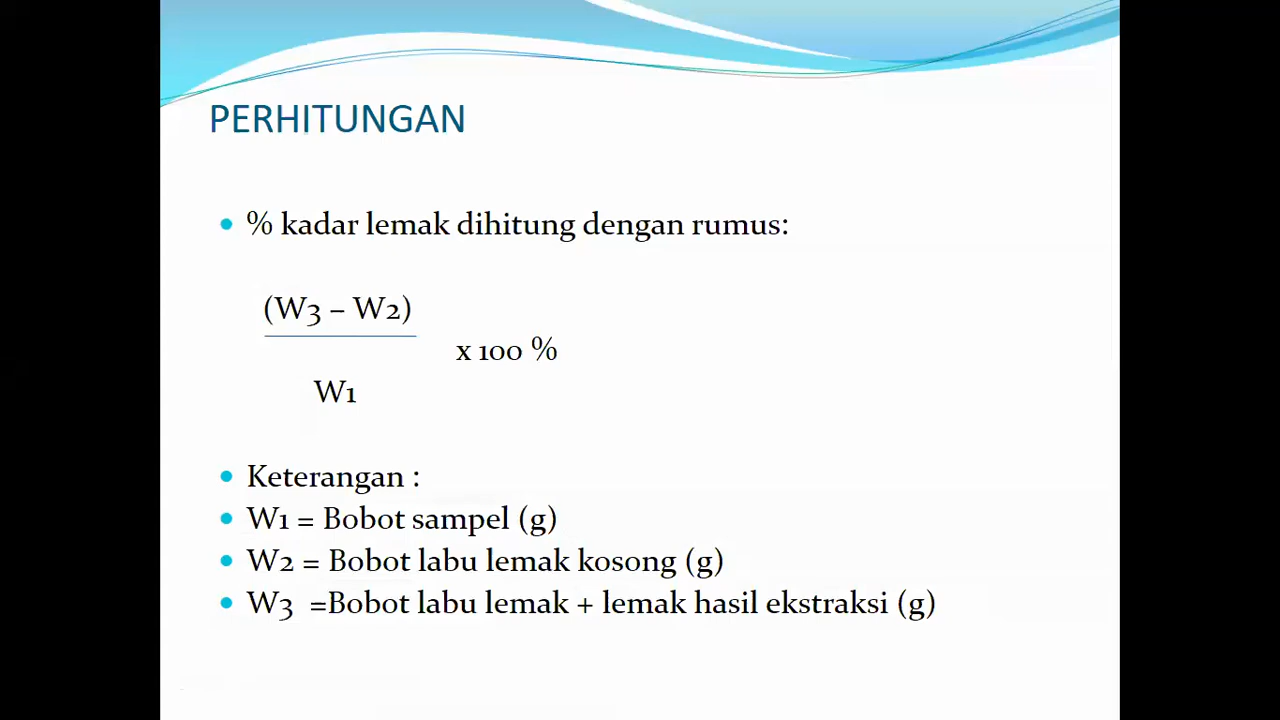 PERHITUNGAN
• % kadar lemak dihitung dengan rumus:
(W3 – W2)
x 100 %
W1
• Keterangan :
• W1 = Bobot sampel (g)
• W2 = Bobot labu lemak kosong (g)
• W3 =Bobot labu lemak + lemak hasil ekstraksi (g)